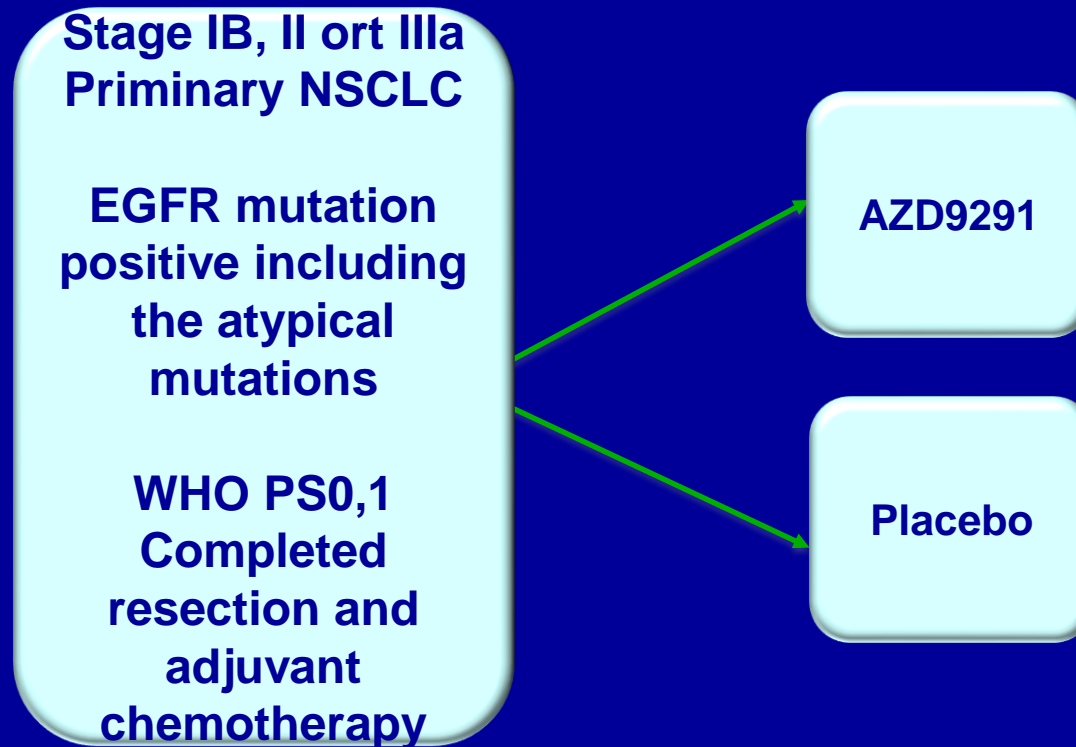 Stage IB, II ort IIIa
Priminary NSCLC
EGFR mutation
positive including
the atypical
mutations
WHO PS0,1
Completed
resection and
adjuvant
chemotherapy
AZD9291
Placebo